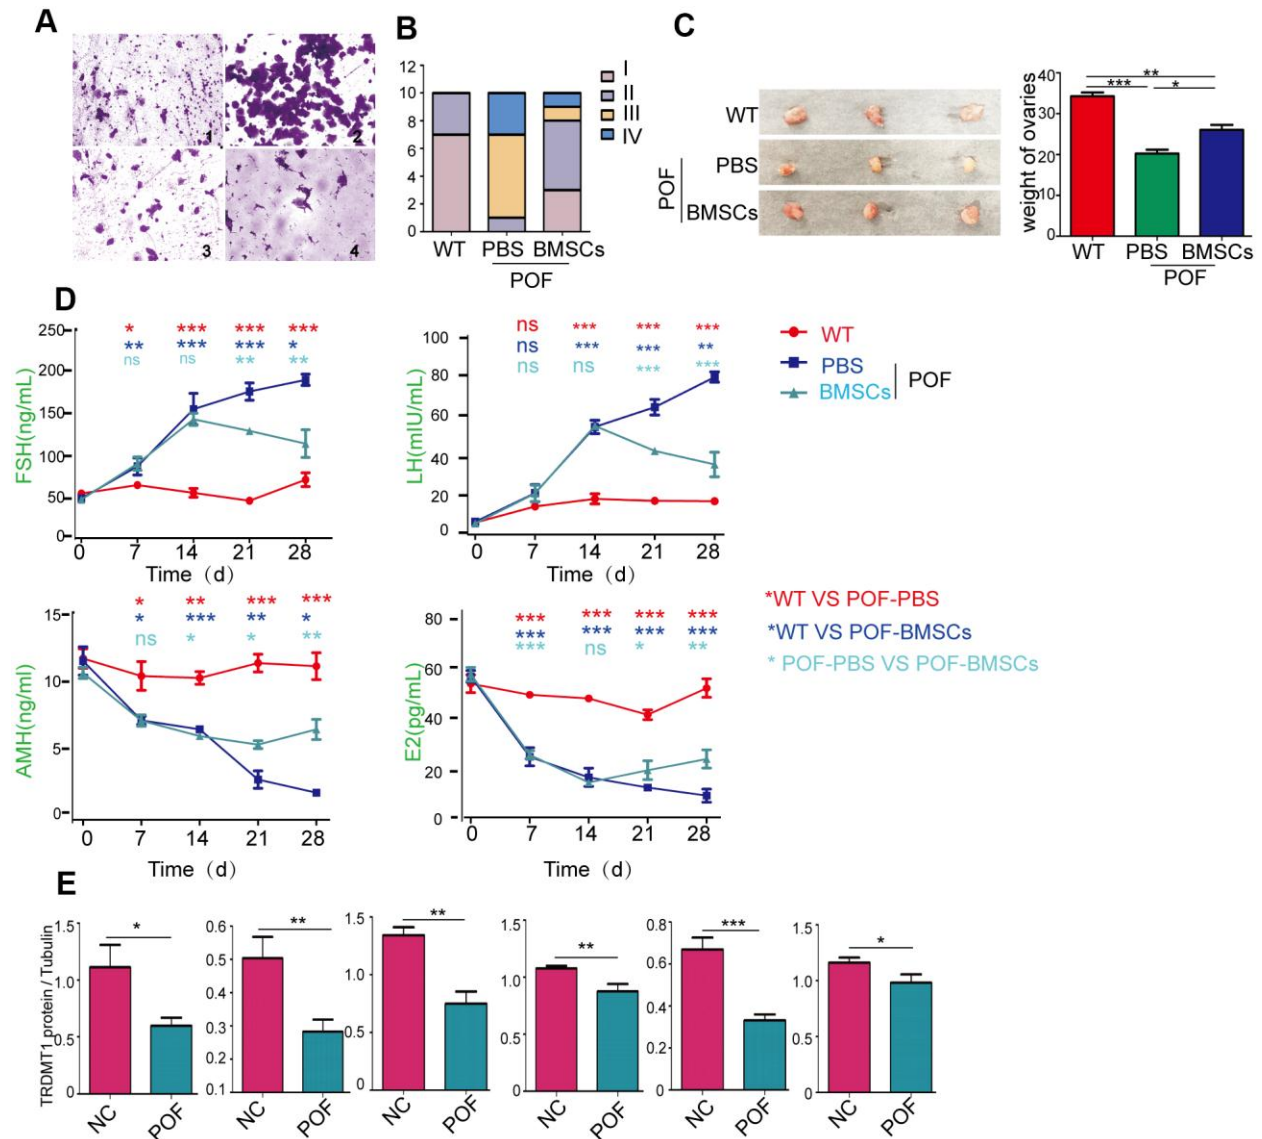 A
1
2
3
4
B
12
10
8
6
4
2
0
I
II
III
IV
WT
PBS
BMSCs
POF
C
WT
PBS
BMSCs
POF
weight of ovaries
40
30
20
10
0
**
***
*
WT
PBS
BMSCs
POF
D
FSH(ng/mL)
250
200
150
100
50
0
* *** *** ***
** *** *** *
ns ns ** **
0 7 14 21 28
Time (d)
LH(mIU/mL)
100
80
60
40
20
0
ns *** *** ***
ns *** *** **
ns ns *** ***
0 7 14 21 28
Time (d)
WT
PBS
BMSCs
POF
AMH(ng/ml)
15
10
5
0
* ** *** ***
* *** ** *
ns * * **
0 7 14 21 28
Time (d)
E2(pg/mL)
80
60
40
20
0
*** *** *** ***
*** *** *** ***
*** ns * **
0 7 14 21 28
Time (d)
*WT VS POF-PBS
*WT VS POF-BMSCs
* POF-PBS VS POF-BMSCs
E
TRDMT1 protein / Tubulin
1.5
1.0
0.5
0
*
NC
POF
0.6
0.5
0.4
0.3
0.2
0.1
**
NC
POF
1.5
1.0
0.5
0
**
NC
POF
1.5
1.0
0.5
0
**
NC
POF
0.8
0.6
0.4
0.2
0
***
NC
POF
1.5
1.0
0.5
0
*
NC
POF